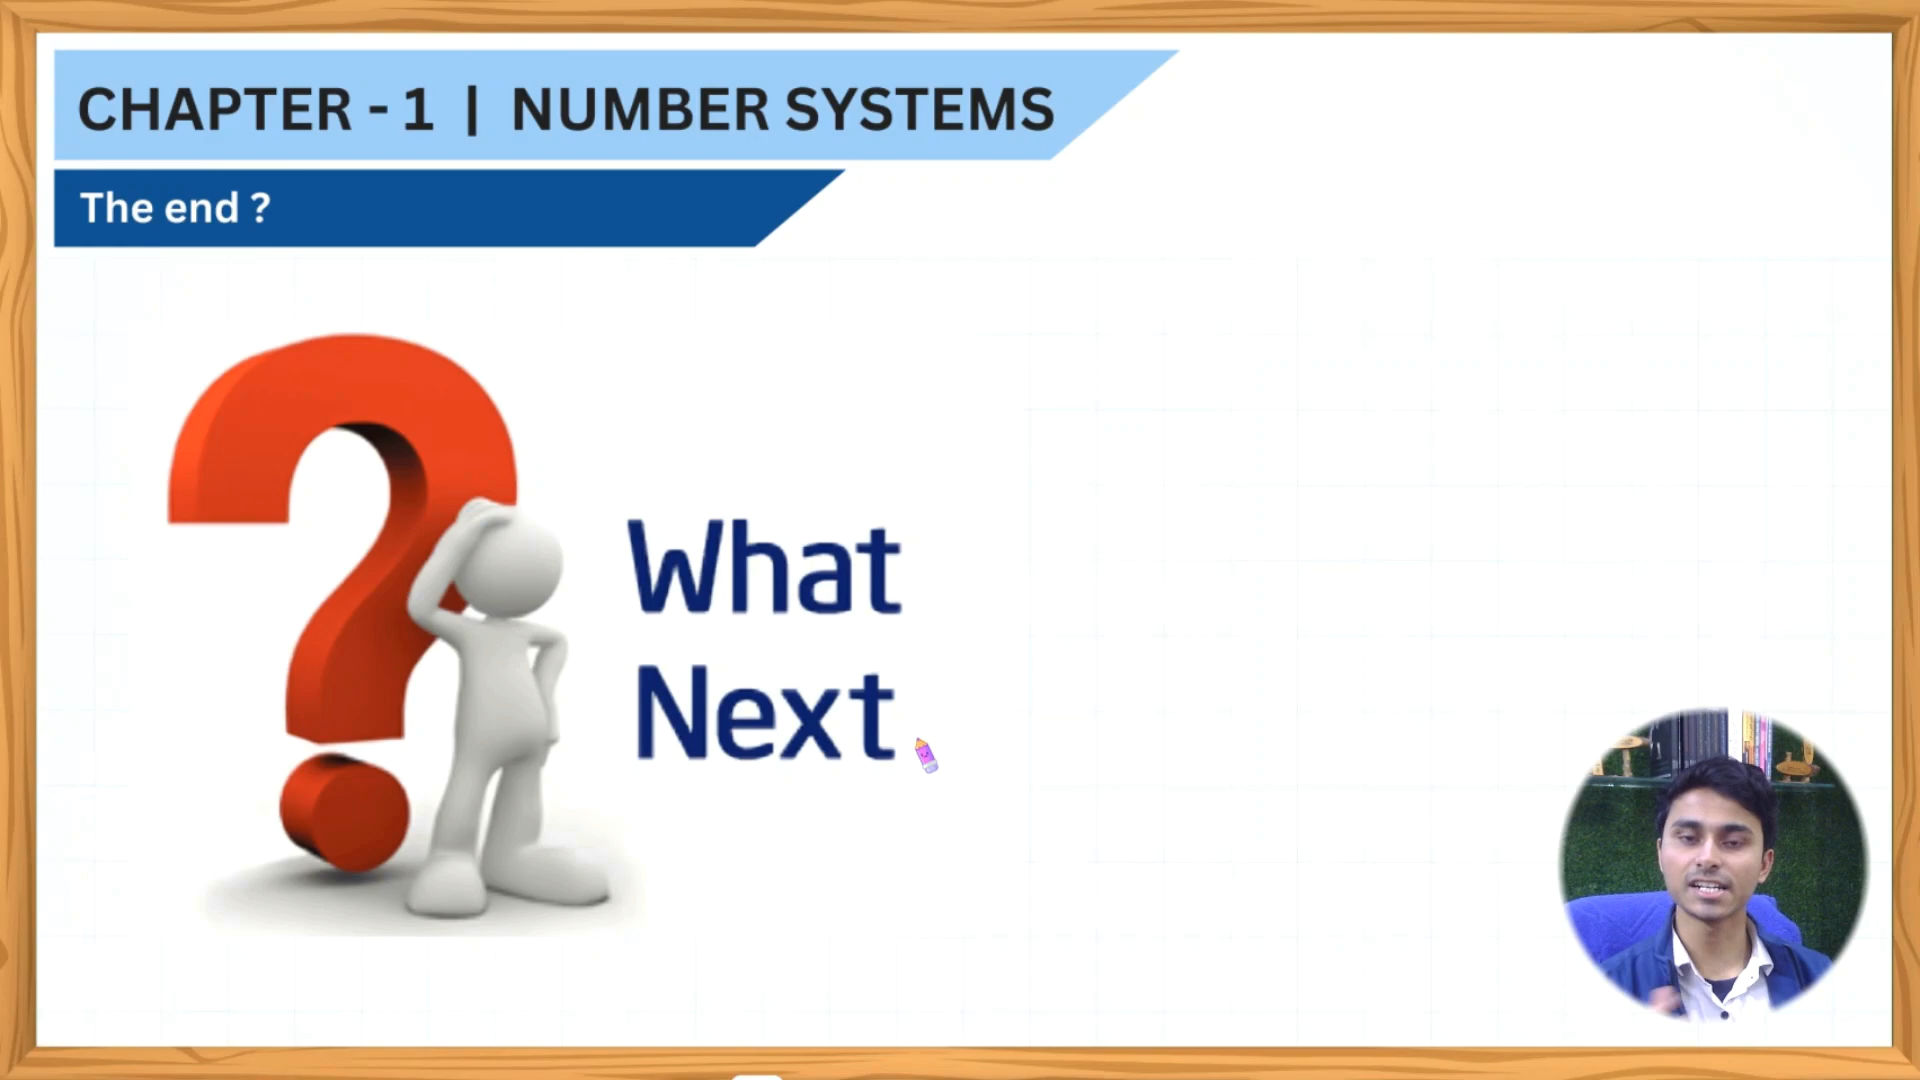 CHAPTER - 1 | NUMBER SYSTEMS
The end ?
What
Next